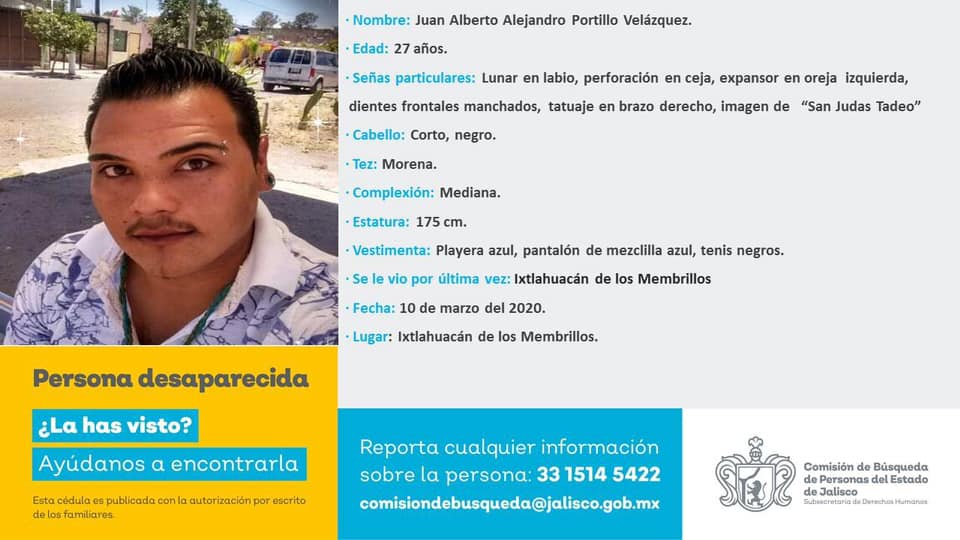 · Nombre: Juan Alberto Alejandro Portillo Velázquez.
· Edad: 27 años.
· Señas particulares: Lunar en labio, perforación en ceja, expansor en oreja izquierda,
dientes frontales manchados, tatuaje en brazo derecho, imagen de "San Judas Tadeo"
· Cabello: Corto, negro.
· Tez: Morena.
· Complexión: Mediana.
· Estatura: 175 cm.
· Vestimenta: Playera azul, pantalón de mezclilla azul, tenis negros.
· Se le vio por última vez: Ixtlahuacán de los Membrillos
· Fecha: 10 de marzo del 2020.
· Lugar: Ixtlahuacán de los Membrillos.
Persona desaparecida
¿La has visto?
Ayúdanos a encontrarla
Esta cédula es publicada con la autorización por escrito
de los familiares.
Reporta cualquier información
sobre la persona: 33 1514 5422
comisiondebusqueda@jalisco.gob.mx
Comisión de Búsqueda
de Personas del Estado
de Jalisco
Subsecretaría de Derechos Humanos